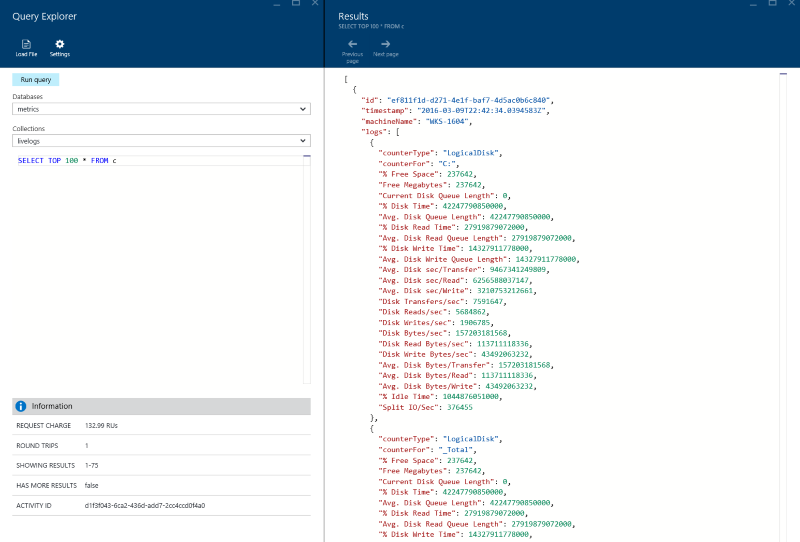 Query Explorer
Load File
Settings
Run query
Databases
metrics
Collections
livelogs
SELECT TOP 100 * FROM c
Information
REQUEST CHARGE 132.99 RUs
ROUND TRIPS 1
SHOWING RESULTS 1-75
HAS MORE RESULTS false
ACTIVITY ID d1f3f043-6ca2-436d-add7-2cc4ccd0f4a0
Results
SELECT TOP 100 * FROM c
Previous page
Next page
[
{
"id": "ef811f1d-d271-4e1f-baf7-4d5ac0b6c840",
"timestamp": "2016-03-09T22:42:34.0394583Z",
"machineName": "WKS-1604",
"logs": [
{
"counterType": "LogicalDisk",
"counterFor": "C:",
"% Free Space": 237642,
"Free Megabytes": 237642,
"Current Disk Queue Length": 0,
"% Disk Time": 42247790850000,
"Avg. Disk Queue Length": 42247790850000,
"% Disk Read Time": 27919879072000,
"Avg. Disk Read Queue Length": 27919879072000,
"% Disk Write Time": 14327911778000,
"Avg. Disk Write Queue Length": 14327911778000,
"Avg. Disk sec/Transfer": 9467341249809,
"Avg. Disk sec/Read": 6256588037147,
"Avg. Disk sec/Write": 3210753212661,
"Disk Transfers/sec": 7591647,
"Disk Reads/sec": 5684862,
"Disk Writes/sec": 1906785,
"Disk Bytes/sec": 157203181568,
"Disk Read Bytes/sec": 113711118336,
"Disk Write Bytes/sec": 43492063232,
"Avg. Disk Bytes/Transfer": 157203181568,
"Avg. Disk Bytes/Read": 113711118336,
"Avg. Disk Bytes/Write": 43492063232,
"% Idle Time": 1044876051000,
"Split IO/Sec": 376455
},
{
"counterType": "LogicalDisk",
"counterFor": "_Total",
"% Free Space": 237642,
"Free Megabytes": 237642,
"Current Disk Queue Length": 0,
"% Disk Time": 42247790850000,
"Avg. Disk Queue Length": 42247790850000,
"% Disk Read Time": 27919879072000,
"Avg. Disk Read Queue Length": 27919879072000,
"% Disk Write Time": 14327911778000,